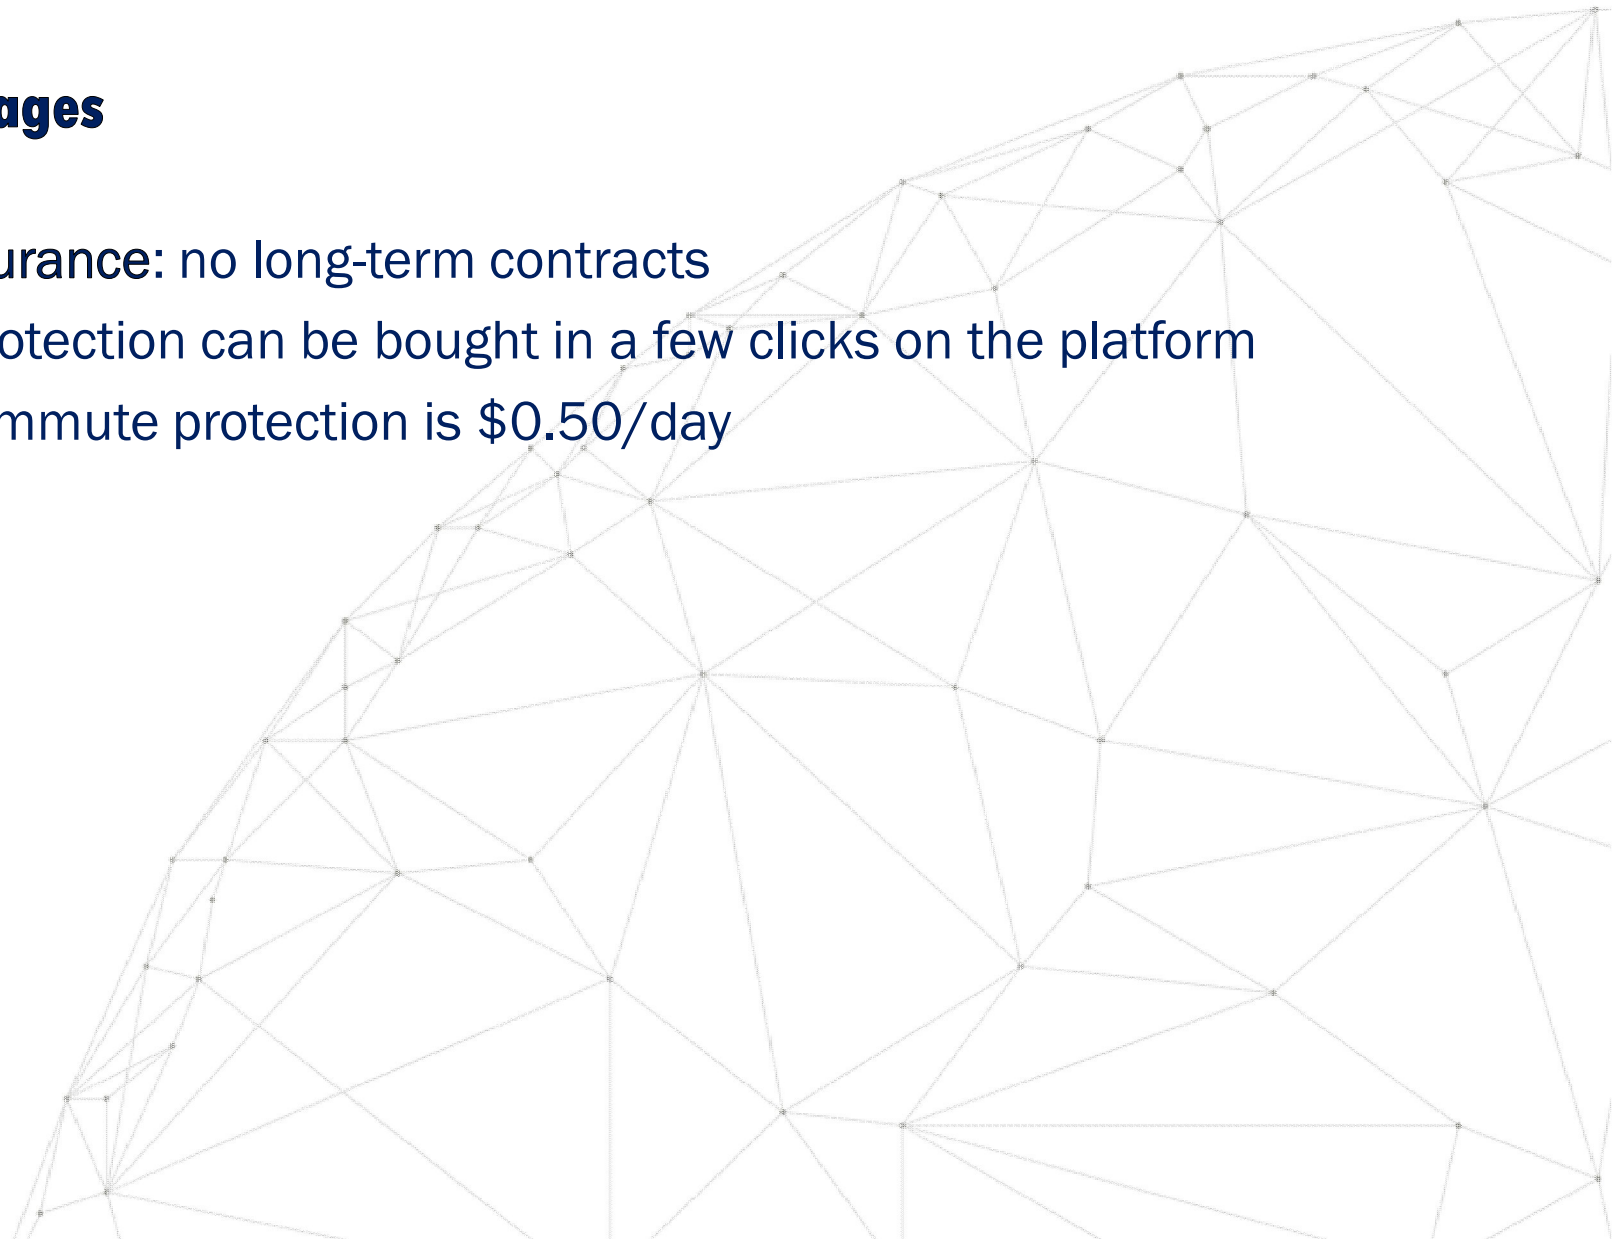 ages
urance: no long-term contracts
otection can be bought in a few clicks on the platform
mmute protection is $0.50/day